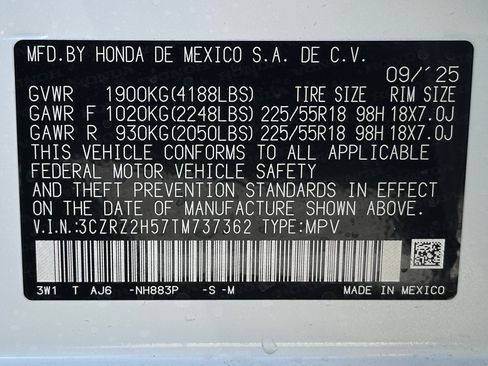 MFD.BY HONDA DE MEXICO S.A. DE C.V.
09/´25
GVWR 1900KG(4188LBS) TIRE SIZE RIM SIZE
GAWR F 1020KG(2248LBS) 225/55R18 98H 18X7.0J
GAWR R 930KG(2050LBS) 225/55R18 98H 18X7.0J
THIS VEHICLE CONFORMS TO ALL APPLICABLE
FEDERAL MOTOR VEHICLE SAFETY
AND THEFT PREVENTION STANDARDS IN EFFECT
ON THE DATE OF MANUFACTURE SHOWN ABOVE.
V.I.N.:3CZRZ2H57TM737362 TYPE:MPV
3W1 T AJ6 -NH883P -S-M MADE IN MEXICO